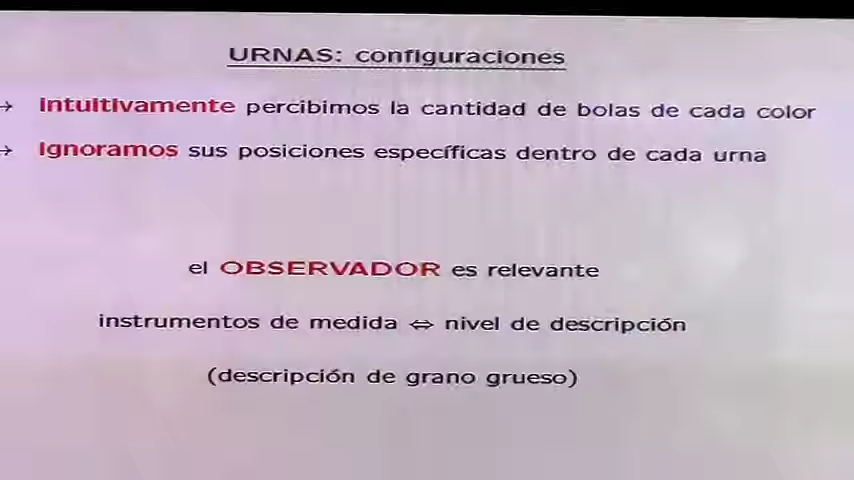 URNAS: configuraciones
→ Intuitivamente percibimos la cantidad de bolas de cada color
→ Ignoramos sus posiciones específicas dentro de cada urna
el OBSERVADOR es relevante
instrumentos de medida ⇔ nivel de descripción
(descripción de grano grueso)